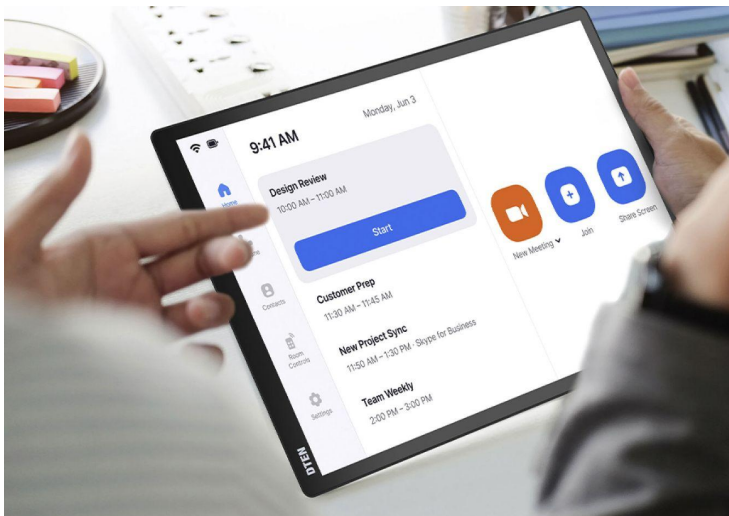 9:41 AM
Monday, Jun 3
Home
Design Review
10:00 AM – 11:00 AM
Start
Contacts
Customer Prep
11:30 AM – 11:45 AM
Room
Controls
New Project Sync
11:50 AM – 1:30 PM · Skype for Business
Settings
Team Weekly
2:00 PM – 3:00 PM
New Meeting
Join
Share Screen
DTEN